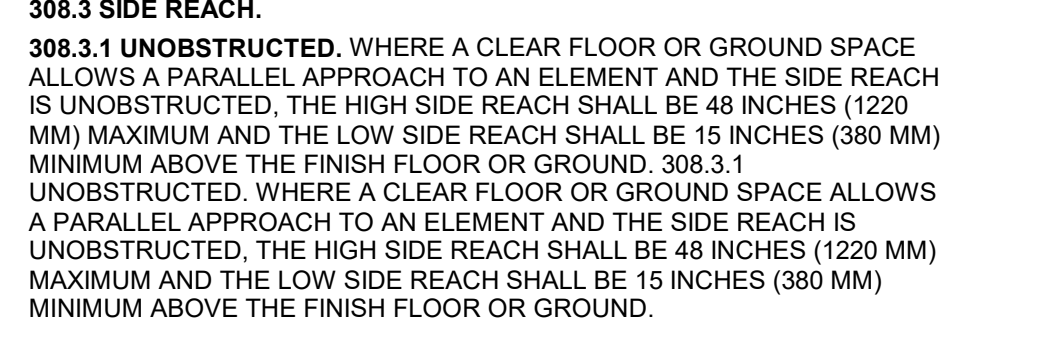 308.3 SIDE REACH.
308.3.1 UNOBSTRUCTED. WHERE A CLEAR FLOOR OR GROUND SPACE
ALLOWS A PARALLEL APPROACH TO AN ELEMENT AND THE SIDE REACH
IS UNOBSTRUCTED, THE HIGH SIDE REACH SHALL BE 48 INCHES (1220
MM) MAXIMUM AND THE LOW SIDE REACH SHALL BE 15 INCHES (380 MM)
MINIMUM ABOVE THE FINISH FLOOR OR GROUND. 308.3.1
UNOBSTRUCTED. WHERE A CLEAR FLOOR OR GROUND SPACE ALLOWS
A PARALLEL APPROACH TO AN ELEMENT AND THE SIDE REACH IS
UNOBSTRUCTED, THE HIGH SIDE REACH SHALL BE 48 INCHES (1220 MM)
MAXIMUM AND THE LOW SIDE REACH SHALL BE 15 INCHES (380 MM)
MINIMUM ABOVE THE FINISH FLOOR OR GROUND.